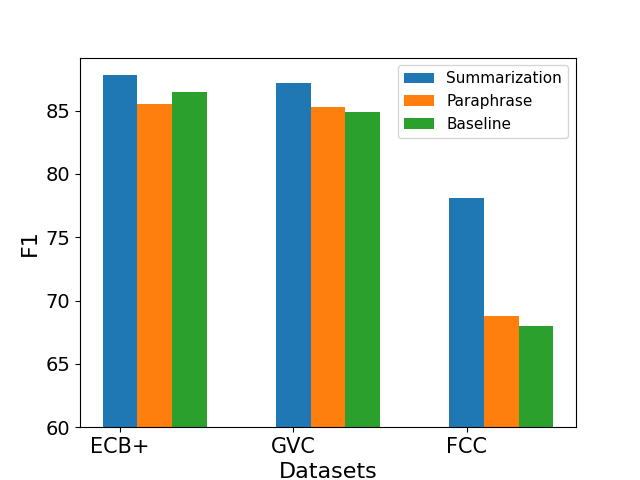 Summarization
Paraphrase
Baseline
85
80
75
70
65
60
F1
ECB+ GVC FCC
Datasets